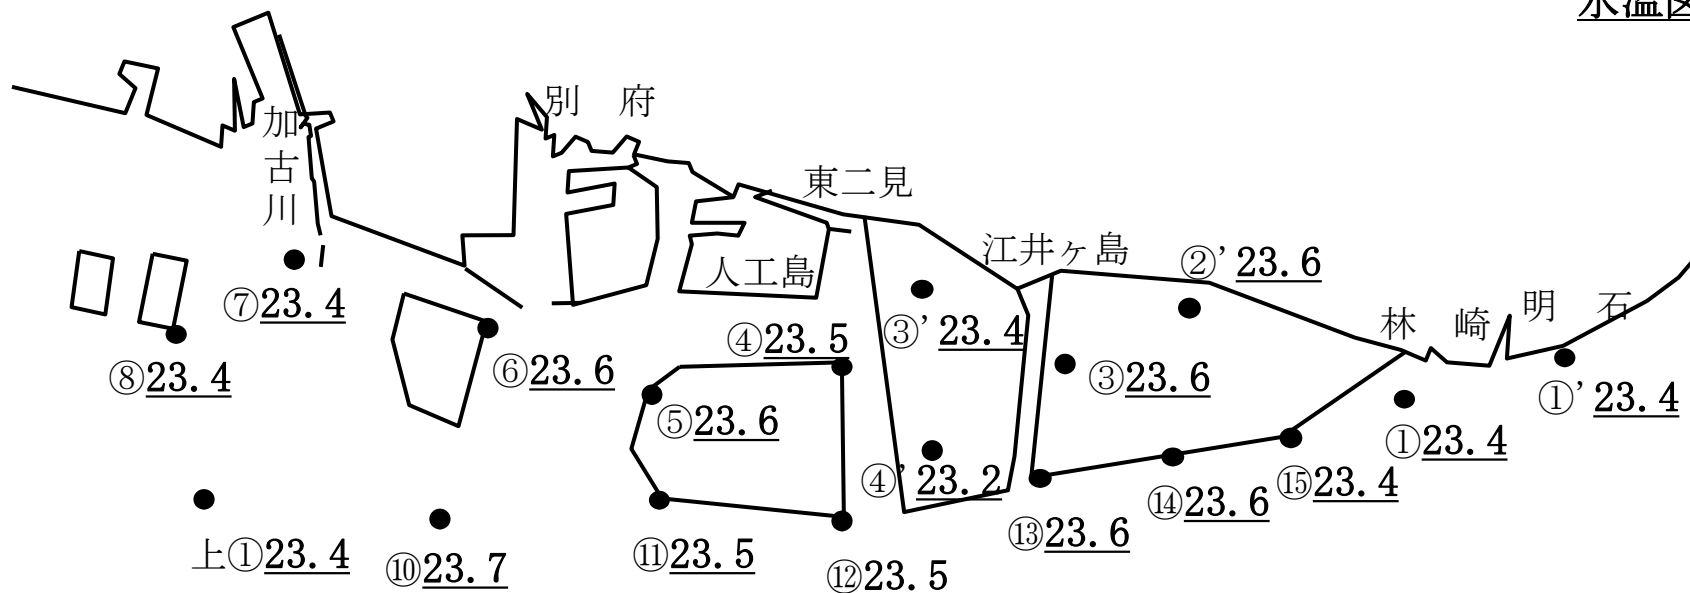 水温図
別 府
加古川
東二見
江井ヶ島
②' 23.6
人工島
⑦23.4
③' 23.4
林 崎
明 石
④23.5
⑧23.4
⑥23.6
③23.6
①' 23.4
⑤23.6
①23.4
④' 23.2
⑮23.4
⑭23.6
⑬23.6
上①23.4
⑩23.7
⑪23.5
⑫23.5